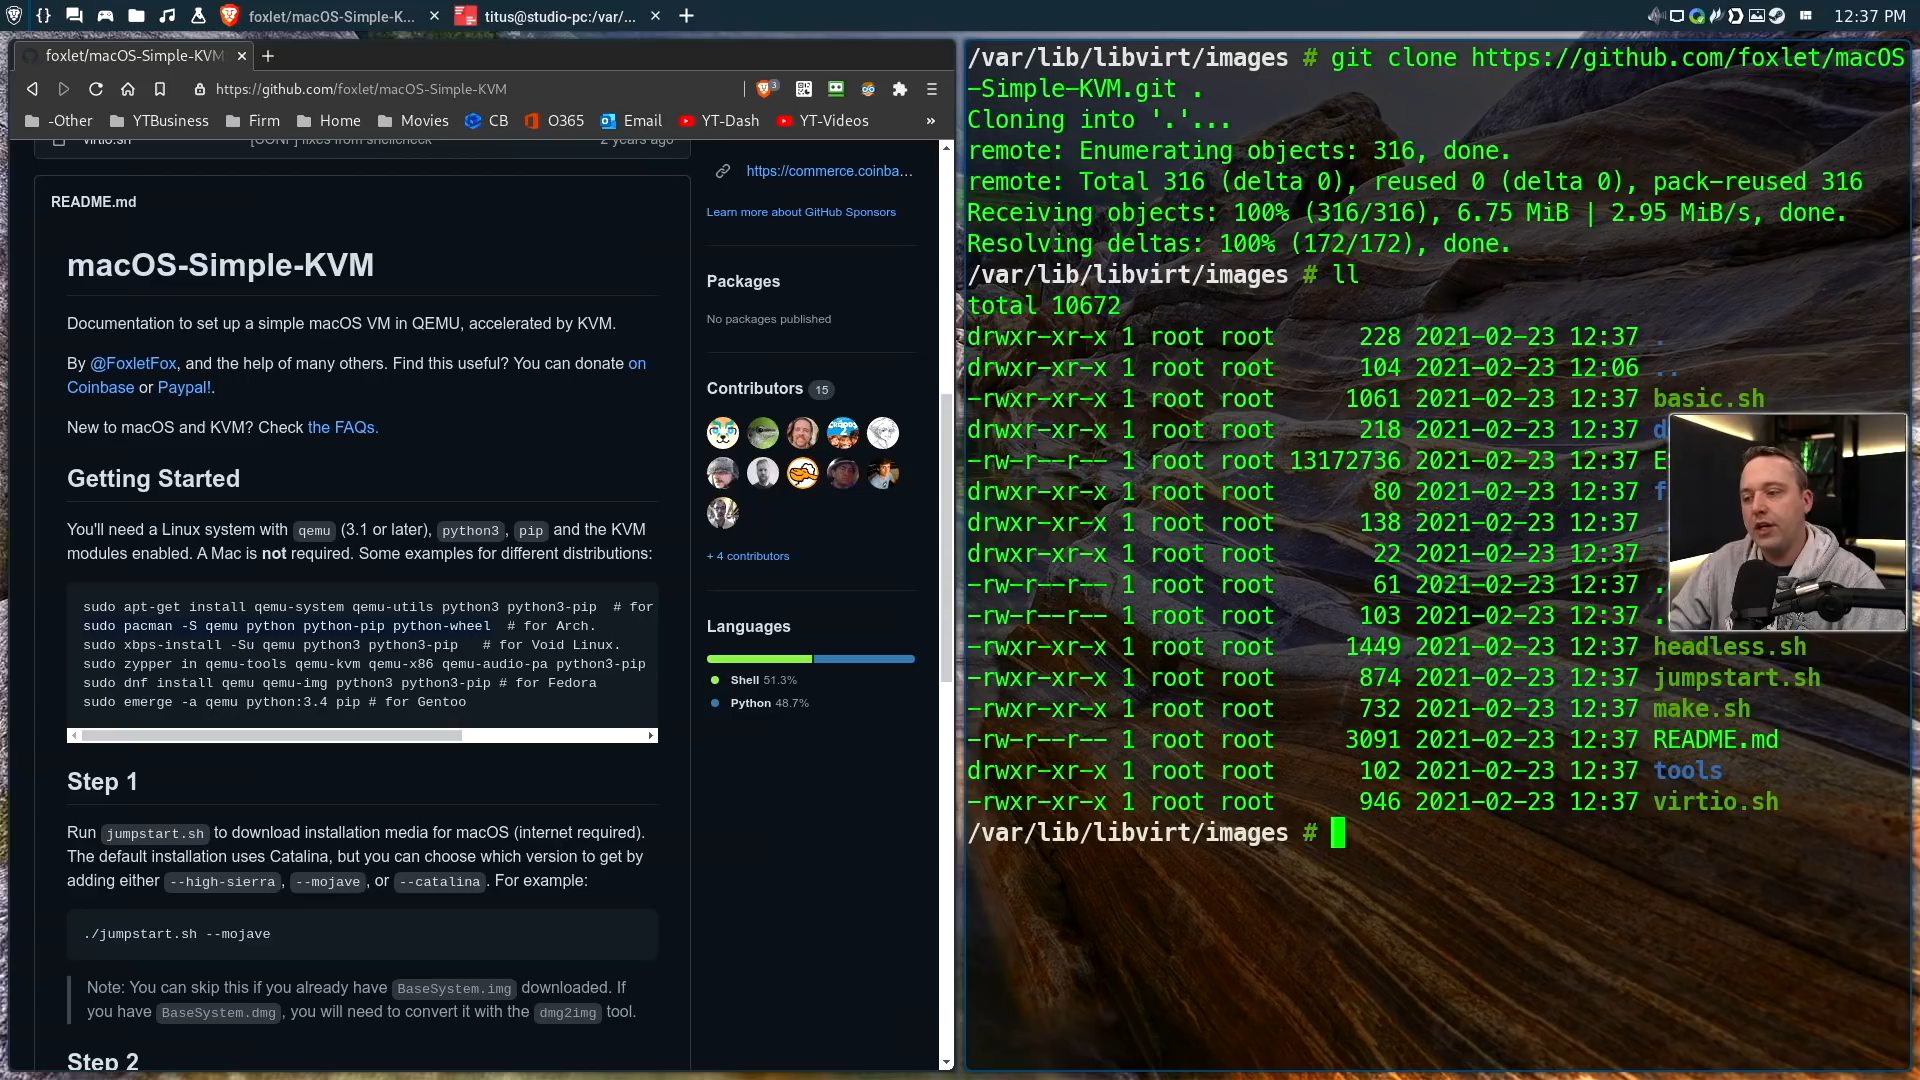 foxlet/macOS-Simple-K...
titus@studio-pc:/var/...
12:37 PM
foxlet/macOS-Simple-KVM
https://github.com/foxlet/macOS-Simple-KVM
3
-Other
YTBusiness
Firm
Home
Movies
CB
O365
Email
YT-Dash
YT-Videos
»
README.md
macOS-Simple-KVM
Documentation to set up a simple macOS VM in QEMU, accelerated by KVM.
By @FoxletFox, and the help of many others. Find this useful? You can donate on
Coinbase or Paypal!.
New to macOS and KVM? Check the FAQs.
Getting Started
You'll need a Linux system with qemu (3.1 or later), python3, pip and the KVM
modules enabled. A Mac is not required. Some examples for different distributions:
sudo apt-get install qemu-system qemu-utils python3 python3-pip  # for
sudo pacman -S qemu python python-pip python-wheel  # for Arch.
sudo xbps-install -Su qemu python3 python3-pip   # for Void Linux.
sudo zypper in qemu-tools qemu-kvm qemu-x86 qemu-audio-pa python3-pip
sudo dnf install qemu qemu-img python3 python3-pip # for Fedora
sudo emerge -a qemu python:3.4 pip # for Gentoo
Step 1
Run jumpstart.sh to download installation media for macOS (internet required).
The default installation uses Catalina, but you can choose which version to get by
adding either --high-sierra, --mojave, or --catalina. For example:
./jumpstart.sh --mojave
Note: You can skip this if you already have BaseSystem.img downloaded. If
you have BaseSystem.dmg, you will need to convert it with the dmg2img tool.
Step 2
https://commerce.coinba...
Learn more about GitHub Sponsors
Packages
No packages published
Contributors 15
+ 4 contributors
Languages
Shell 51.3%
Python 48.7%
/var/lib/libvirt/images # git clone https://github.com/foxlet/macOS
-Simple-KVM.git .
Cloning into '.'...
remote: Enumerating objects: 316, done.
remote: Total 316 (delta 0), reused 0 (delta 0), pack-reused 316
Receiving objects: 100% (316/316), 6.75 MiB | 2.95 MiB/s, done.
Resolving deltas: 100% (172/172), done.
/var/lib/libvirt/images # ll
total 10672
drwxr-xr-x 1 root root      228 2021-02-23 12:37 .
drwxr-xr-x 1 root root      104 2021-02-23 12:06 ..
-rwxr-xr-x 1 root root     1061 2021-02-23 12:37 basic.sh
drwxr-xr-x 1 root root      218 2021-02-23 12:37 d
-rw-r--r-- 1 root root 13172736 2021-02-23 12:37 E
drwxr-xr-x 1 root root       80 2021-02-23 12:37 f
drwxr-xr-x 1 root root      138 2021-02-23 12:37 .
drwxr-xr-x 1 root root       22 2021-02-23 12:37 .
-rw-r--r-- 1 root root       61 2021-02-23 12:37 .
-rw-r--r-- 1 root root      103 2021-02-23 12:37 .
-rwxr-xr-x 1 root root     1449 2021-02-23 12:37 headless.sh
-rwxr-xr-x 1 root root      874 2021-02-23 12:37 jumpstart.sh
-rwxr-xr-x 1 root root      732 2021-02-23 12:37 make.sh
-rw-r--r-- 1 root root     3091 2021-02-23 12:37 README.md
drwxr-xr-x 1 root root      102 2021-02-23 12:37 tools
-rwxr-xr-x 1 root root      946 2021-02-23 12:37 virtio.sh
/var/lib/libvirt/images #